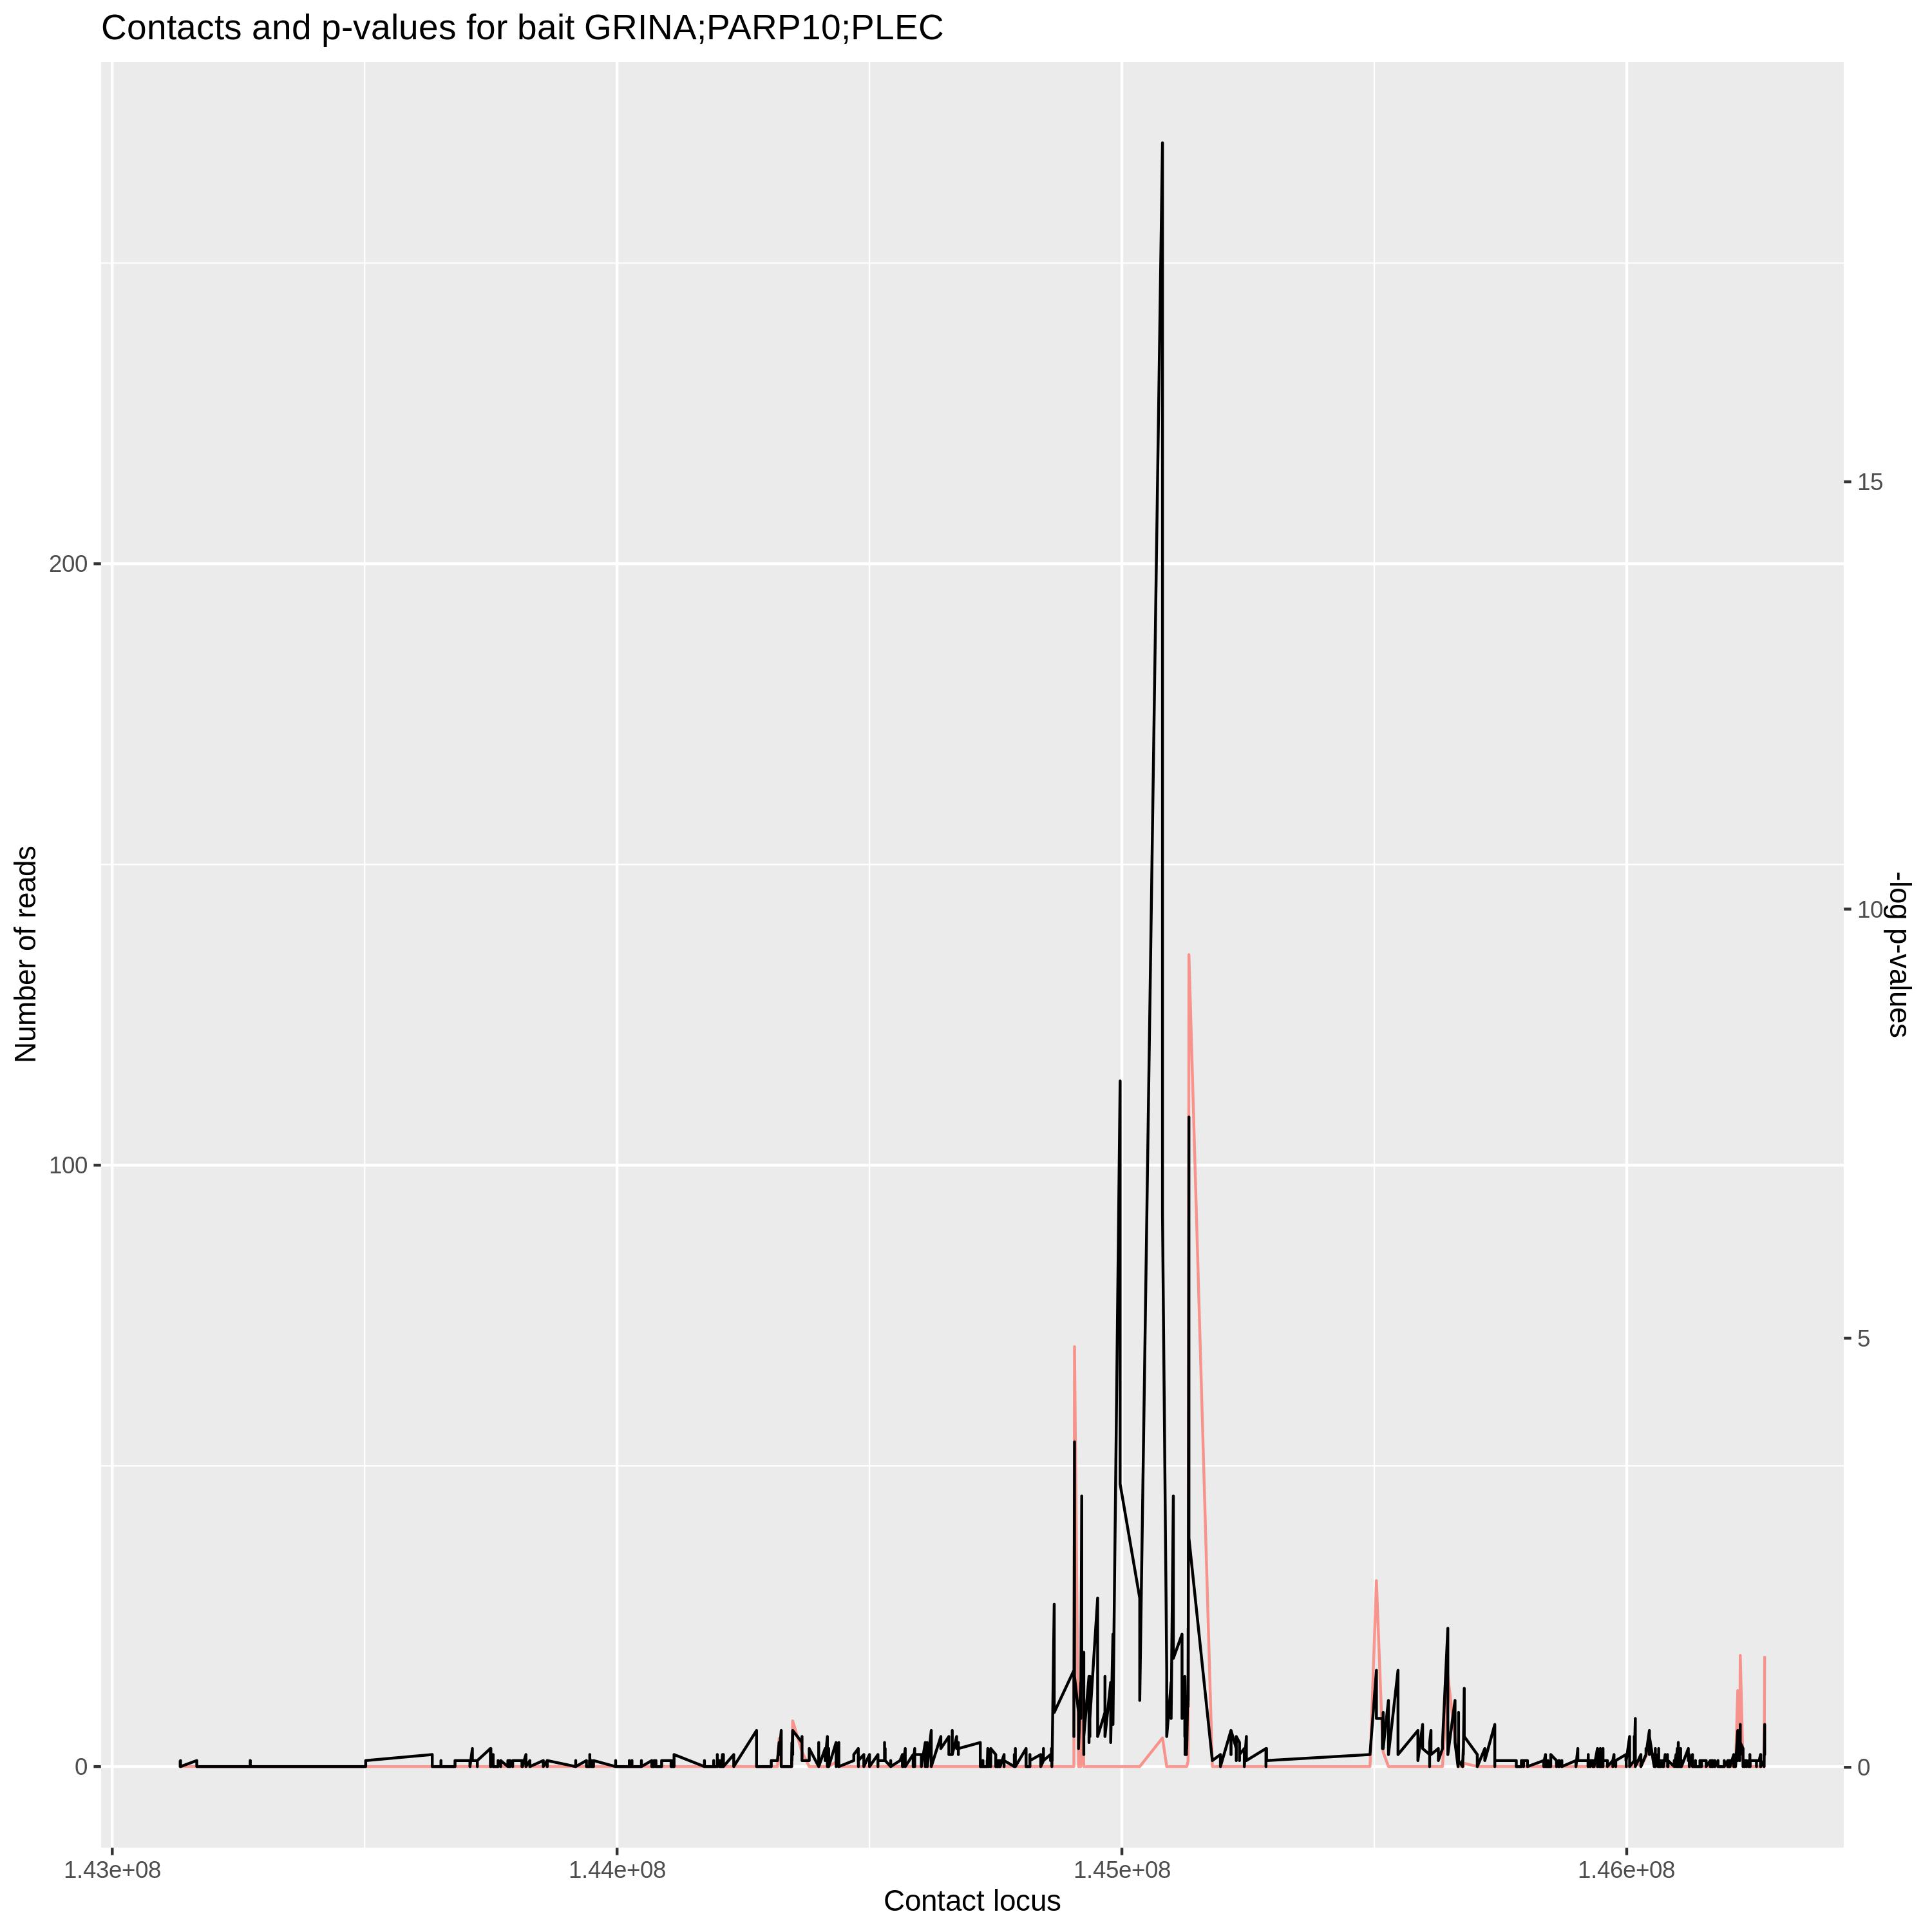 Contacts and p-values for bait GRINA;PARP10;PLEC
Number of reads
200
100
0
15
10
5
0
-log p-values
1.43e+08
1.44e+08
1.45e+08
1.46e+08
Contact locus